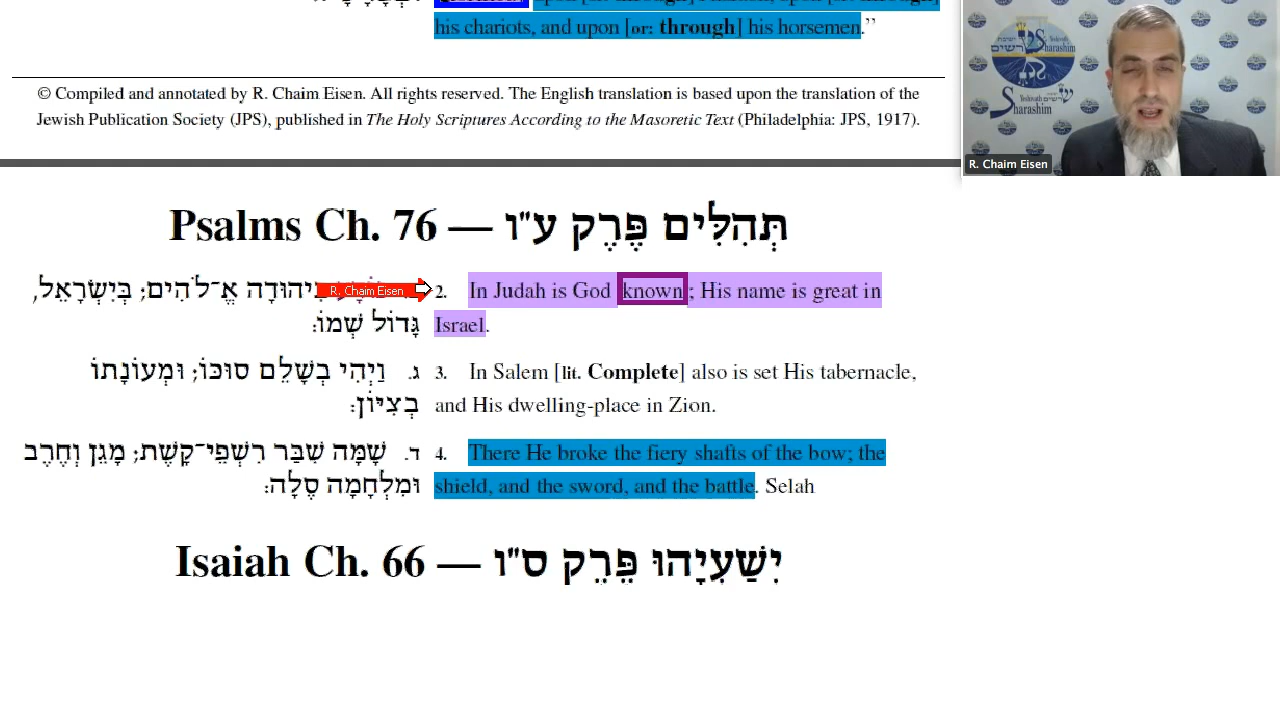 his chariots, and upon [or: through] his horsemen.”
© Compiled and annotated by R. Chaim Eisen. All rights reserved. The English translation is based upon the translation of the
Jewish Publication Society (JPS), published in The Holy Scriptures According to the Masoretic Text (Philadelphia: JPS, 1917).
R. Chaim Eisen
Psalms Ch. 76 — תְּהִלִּים פֶּרֶק ע"ו
בִּיהוּדָה אֱ־לֹהִים; בְּיִשְׂרָאֵל,
גָּדוֹל שְׁמוֹ:
R. Chaim Eisen
2. In Judah is God known; His name is great in
Israel.
ג. וַיְהִי בְשָׁלֵם סוּכּוֹ; וּמְעוֹנָתוֹ
בְצִיּוֹן:
3. In Salem [lit. Complete] also is set His tabernacle,
and His dwelling-place in Zion.
ד. שָׁמָּה שִׁבַּר רִשְׁפֵי־קָשֶׁת; מָגֵן וְחֶרֶב
וּמִלְחָמָה סֶלָה:
4. There He broke the fiery shafts of the bow; the
shield, and the sword, and the battle. Selah
Isaiah Ch. 66 — יְשַׁעְיָהוּ פֶּרֶק ס"ו